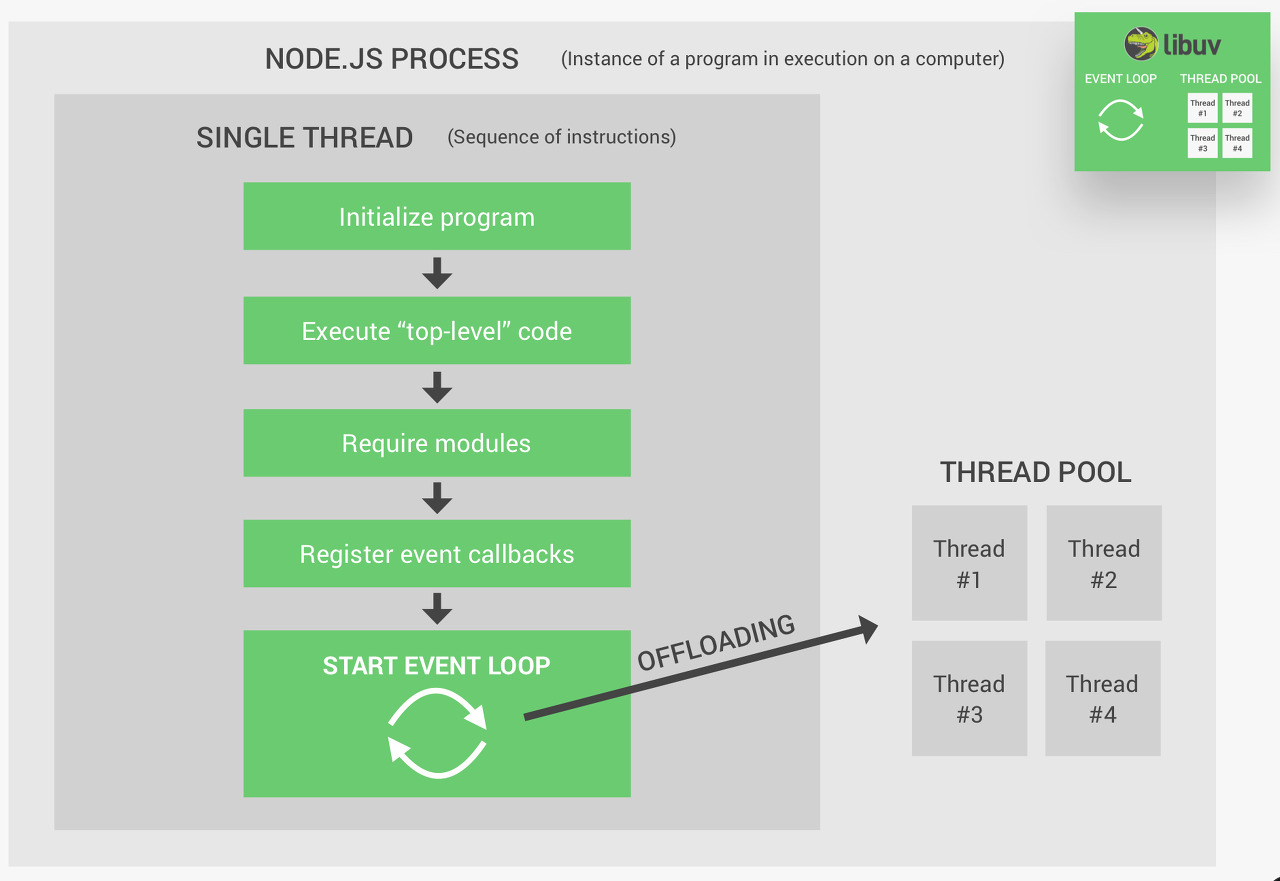 NODE.JS PROCESS (Instance of a program in execution on a computer)
libuv
EVENT LOOP THREAD POOL
Thread #1
Thread #2
Thread #3
Thread #4
SINGLE THREAD (Sequence of instructions)
Initialize program
Execute “top-level” code
Require modules
Register event callbacks
START EVENT LOOP
OFFLOADING
THREAD POOL
Thread
#1
Thread
#2
Thread
#3
Thread
#4